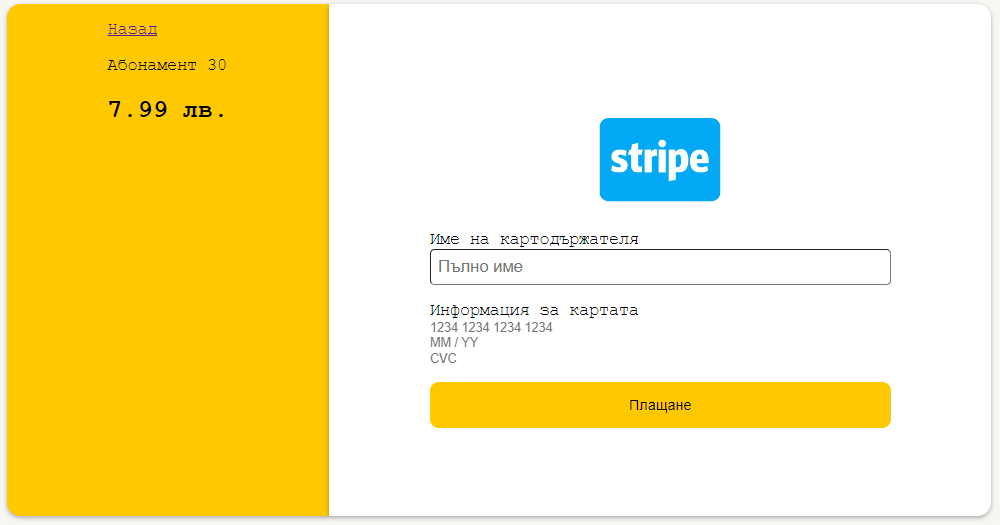 Назад
Абонамент 30
7.99 лв.
stripe
Име на картодържателя
Пълно име
Информация за картата
1234 1234 1234 1234
MM / YY
CVC
Плащане